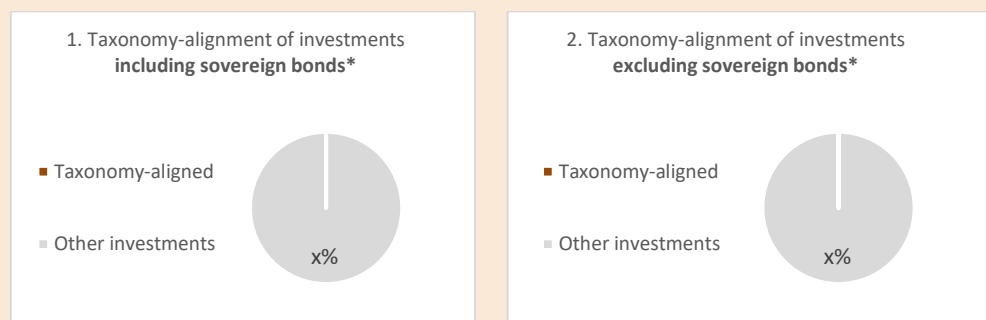 1. Taxonomy-alignment of investments
including sovereign bonds*
Taxonomy-aligned
Other investments
x%
2. Taxonomy-alignment of investments
excluding sovereign bonds*
Taxonomy-aligned
Other investments
x%